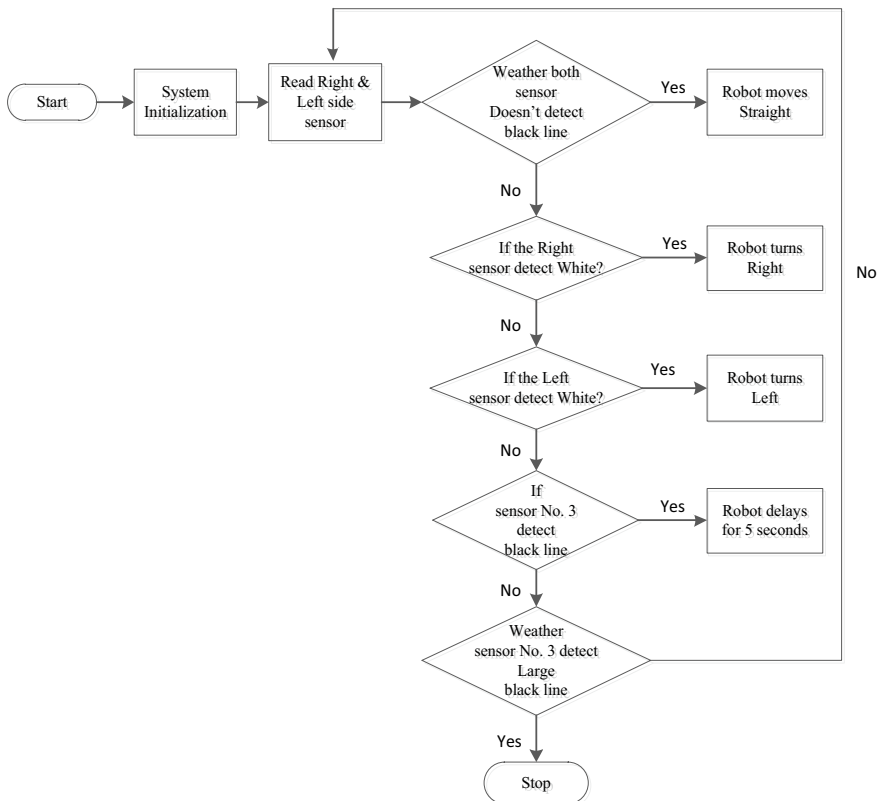 Start
System
Initialization
Read Right &
Left side
sensor
Weather both
sensor
Doesn't detect
black line
Yes
Robot moves
Straight
No
If the Right
sensor detect White?
Yes
Robot turns
Right
No
No
If the Left
sensor detect White?
Yes
Robot turns
Left
No
If
sensor No. 3
detect
black line
Yes
Robot delays
for 5 seconds
No
Weather
sensor No. 3 detect
Large
black line
Yes
Stop